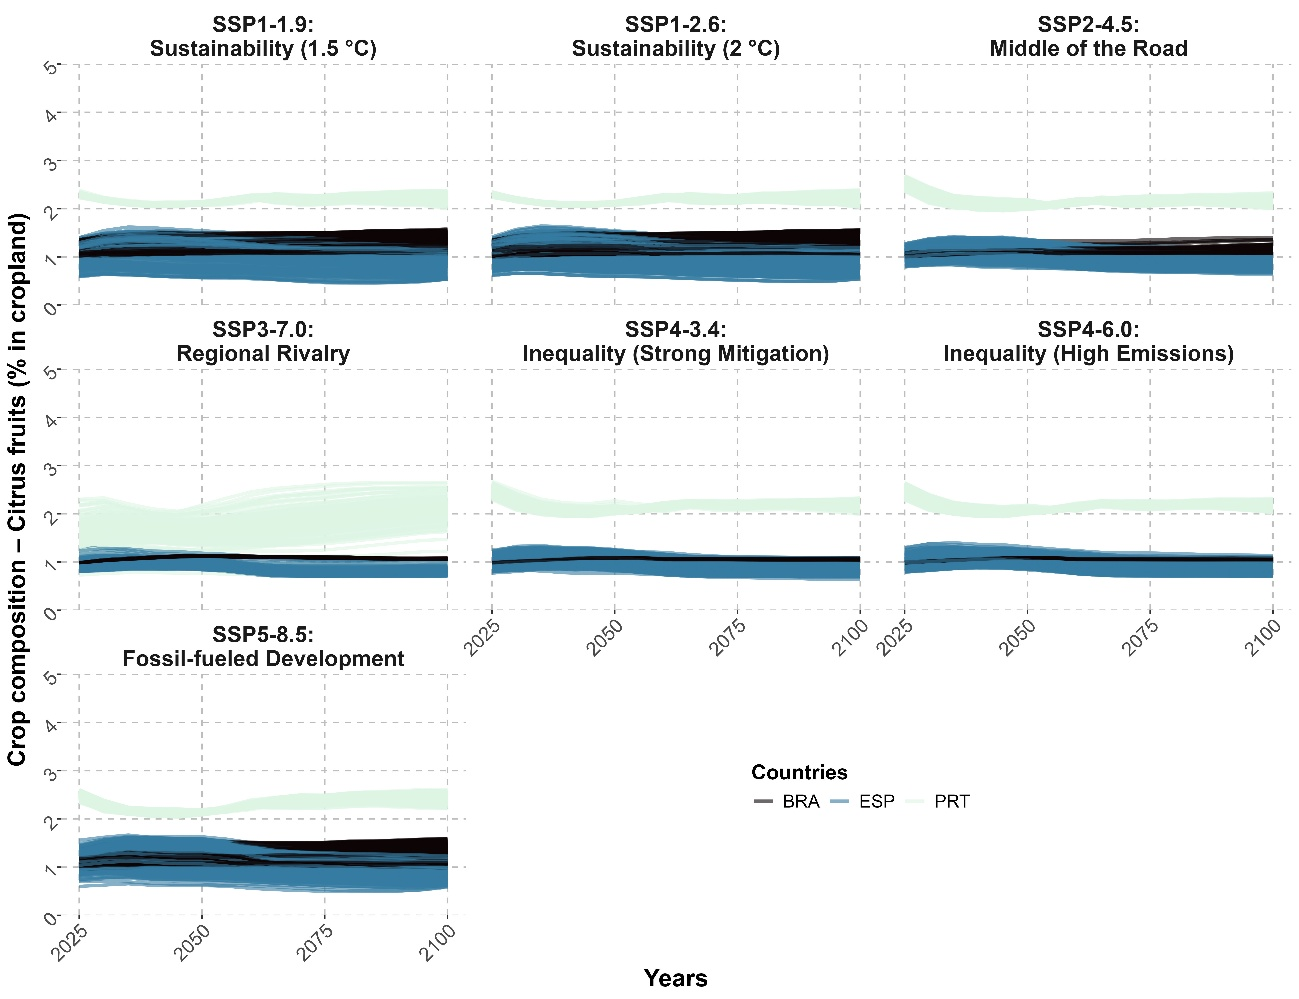 SSP1-1.9:
Sustainability (1.5 °C)
SSP1-2.6:
Sustainability (2 °C)
SSP2-4.5:
Middle of the Road
5
4
3
2
1
0
SSP3-7.0:
Regional Rivalry
SSP4-3.4:
Inequality (Strong Mitigation)
SSP4-6.0:
Inequality (High Emissions)
5
4
3
2
1
0
2025
2050
2075
2100
2025
2050
2075
2100
SSP5-8.5:
Fossil-fueled Development
5
4
3
2
1
0
2025
2050
2075
2100
Crop composition – Citrus fruits (% in cropland)
Countries
BRA ESP PRT
Years